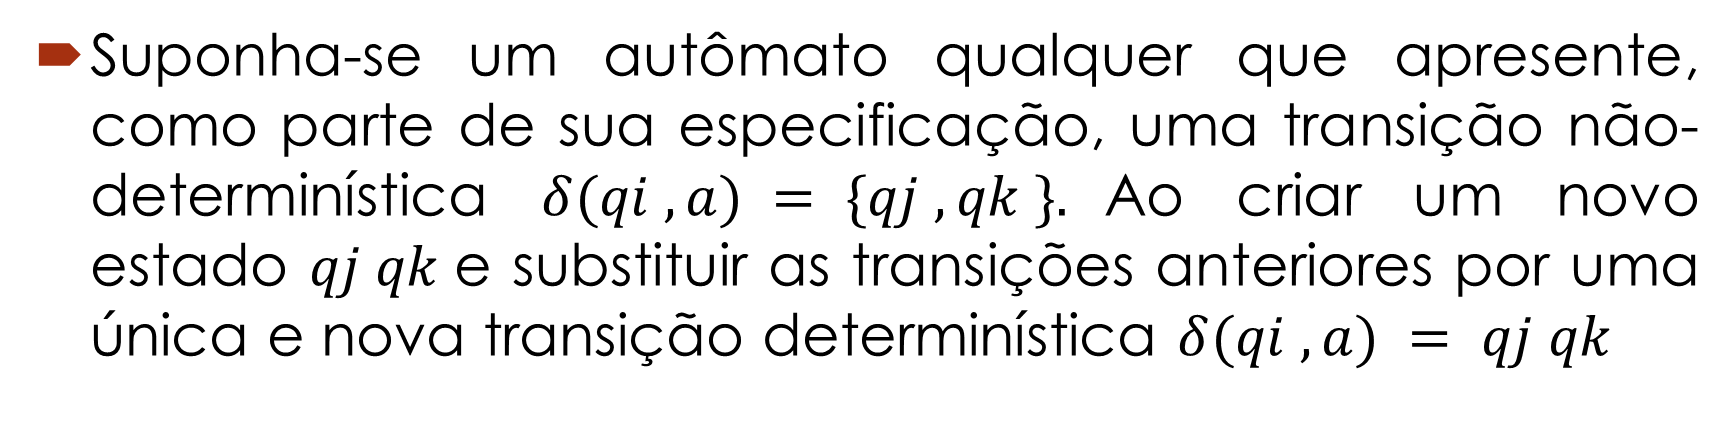 Suponha-se um autômato qualquer que apresente,
como parte de sua especificação, uma transição não-
determinística δ(qi ,a) = {qj ,qk }. Ao criar um novo
estado qj qk e substituir as transições anteriores por uma
única e nova transição determinística δ(qi ,a) = qj qk